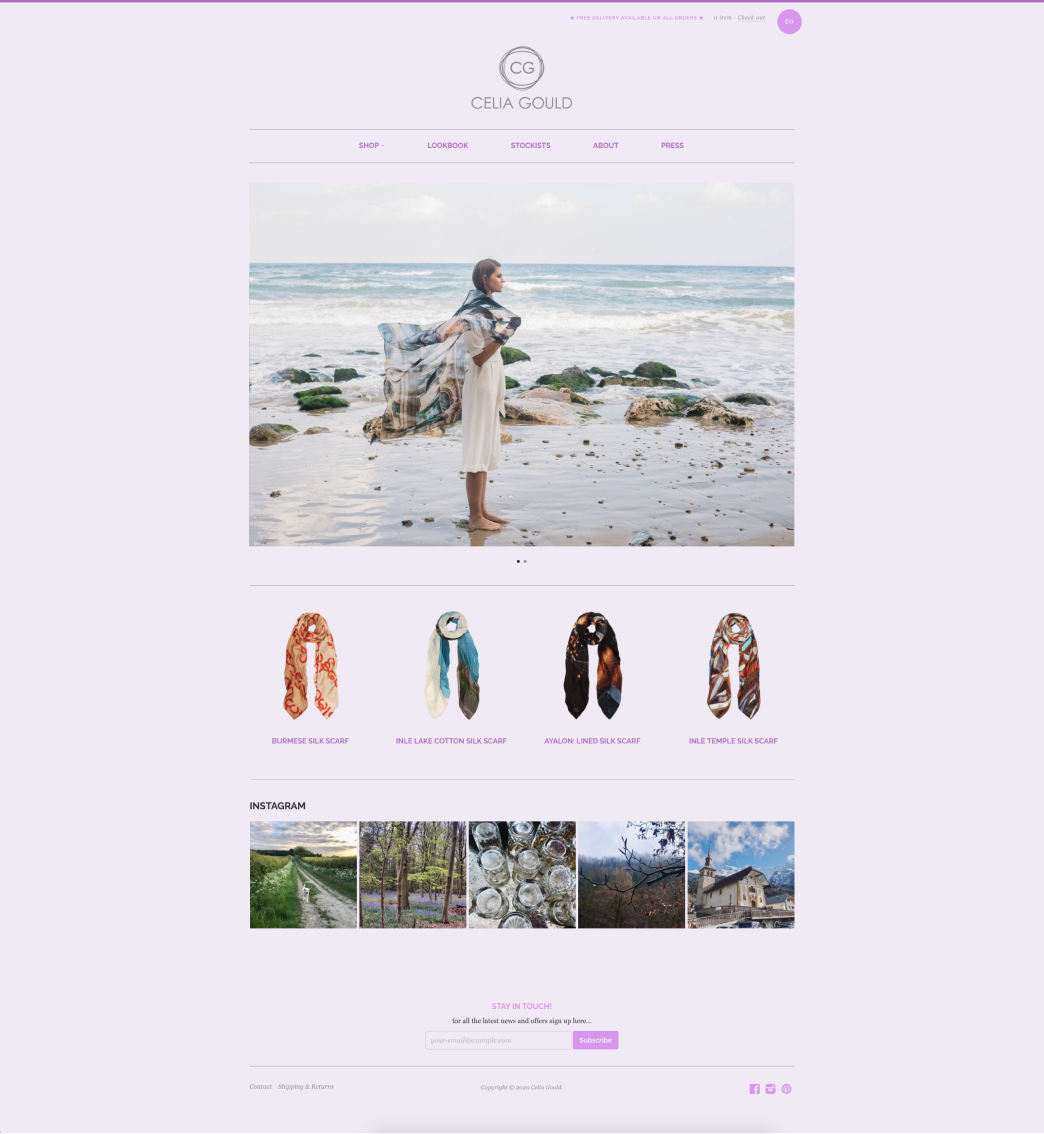 ★ FREE DELIVERY AVAILABLE ON ALL ORDERS ★ 0 item - Check out £0
CG
CELIA GOULD
SHOP LOOKBOOK STOCKISTS ABOUT PRESS
BURMESE SILK SCARF INLE LAKE COTTON SILK SCARF AYALON: LINED SILK SCARF INLE TEMPLE SILK SCARF
INSTAGRAM
STAY IN TOUCH!
for all the latest news and offers sign up here...
your-email@example.com Subscribe
Contact Shipping & Returns Copyright © 2020 Celia Gould.